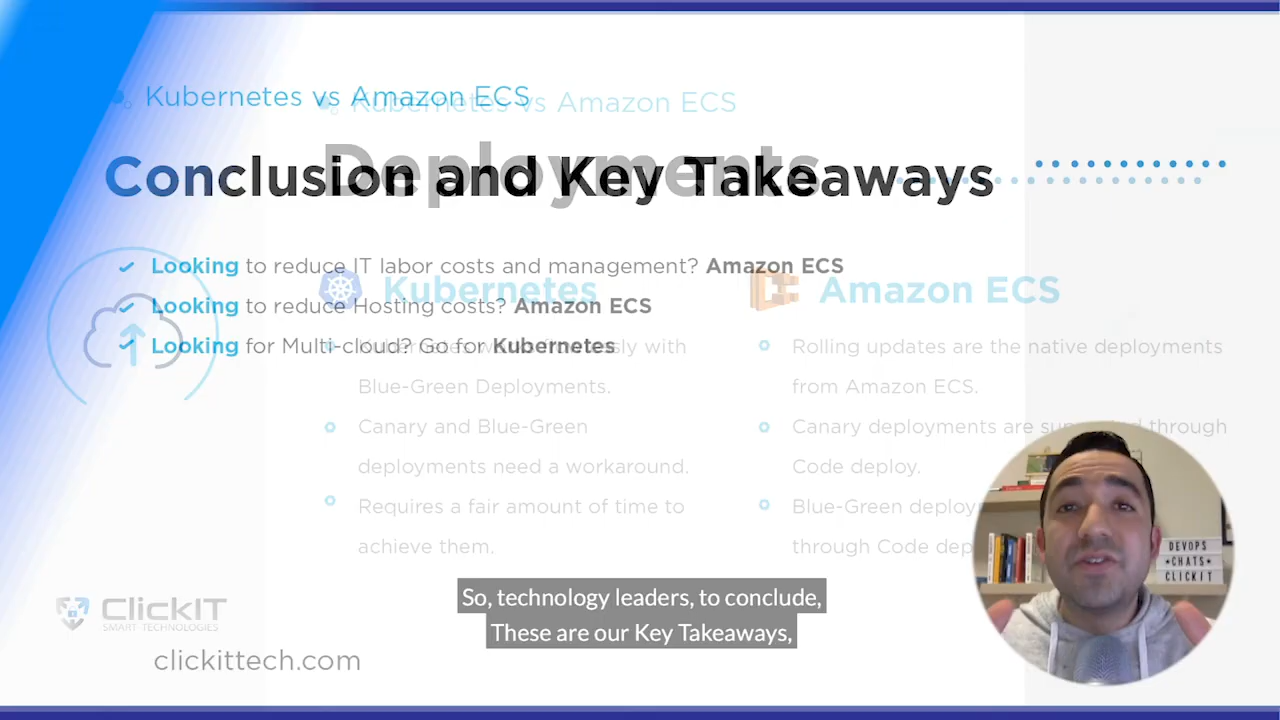 Kubernetes vs Amazon ECS
Kubernetes vs Amazon ECS
Conclusion and Key Takeaways
Deployments
Looking to reduce IT labor costs and management? Amazon ECS
Looking to reduce Hosting costs? Amazon ECS
Looking for Multi-cloud? Go for Kubernetes
Kubernetes
Kubernetes with
Blue-Green Deployments.
Canary and Blue-Green
deployments need a workaround.
Requires a fair amount of time to
achieve them.
Amazon ECS
Rolling updates are the native deployments
from Amazon ECS.
Canary deployments are supported through
Code deploy.
Blue-Green
through Code
DEVOPS
*CHATS*
CLICKIT
So, technology leaders, to conclude,
These are our Key Takeaways,
ClickIT
SMART TECHNOLOGIES
clickittech.com